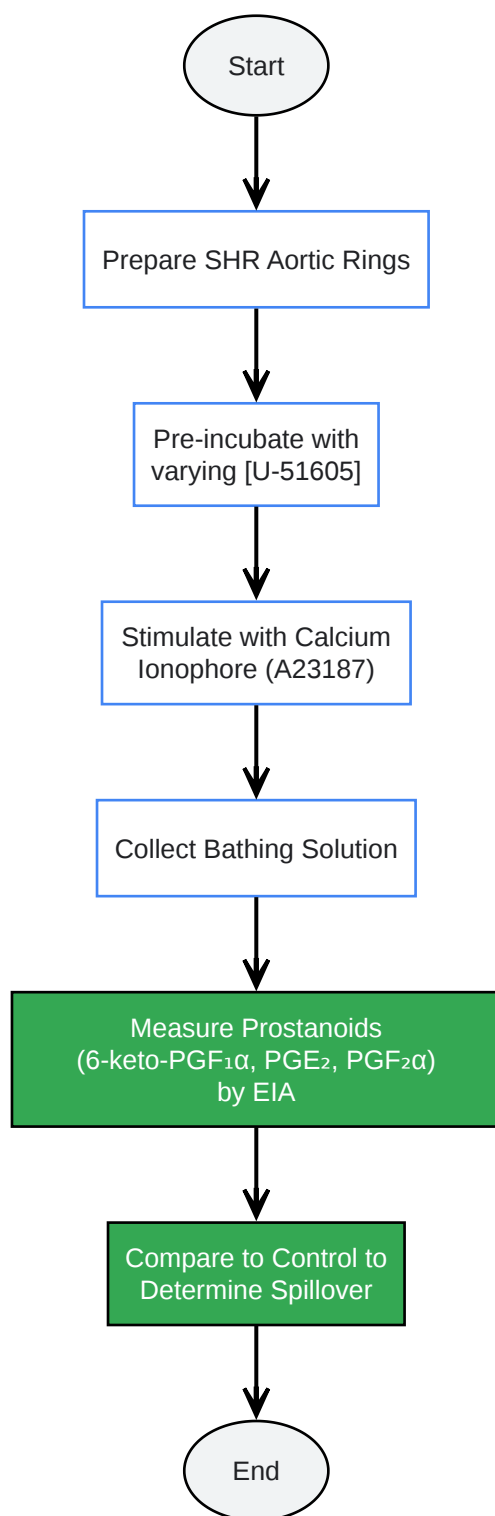 Start
Prepare SHR Aortic Rings
Pre-incubate with
varying [U-51605]
Stimulate with Calcium
Ionophore (A23187)
Collect Bathing Solution
Measure Prostanoids
(6-keto-PGF₁α, PGE₂, PGF₂α)
by EIA
Compare to Control to
Determine Spillover
End